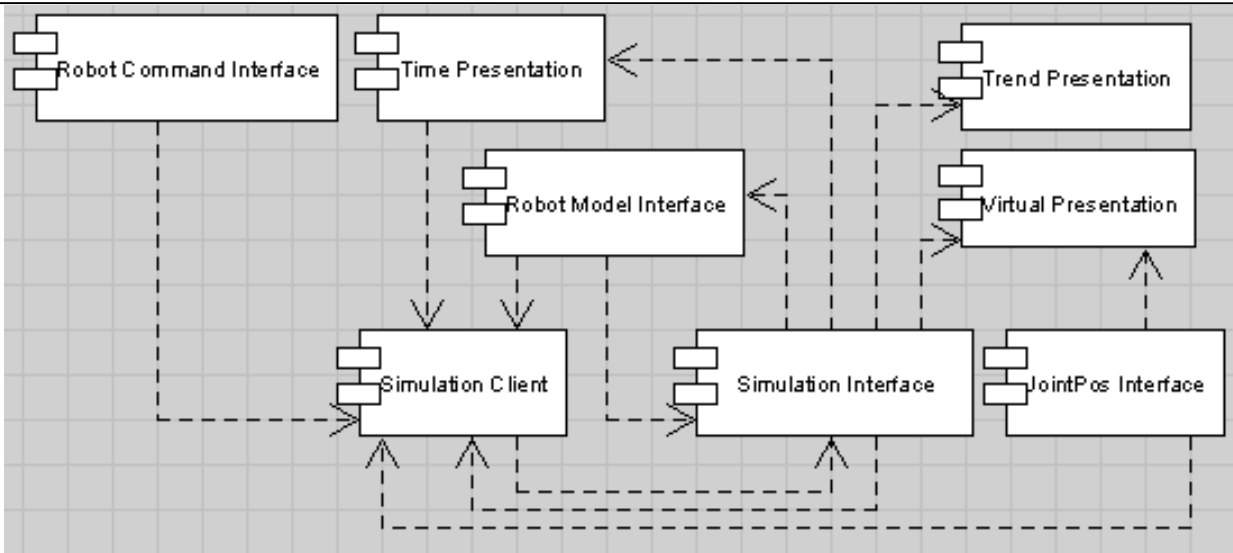 Robot Command Interface
Time Presentation
Trend Presentation
Robot Model Interface
Virtual Presentation
Simulation Client
Simulation Interface
JointPos Interface